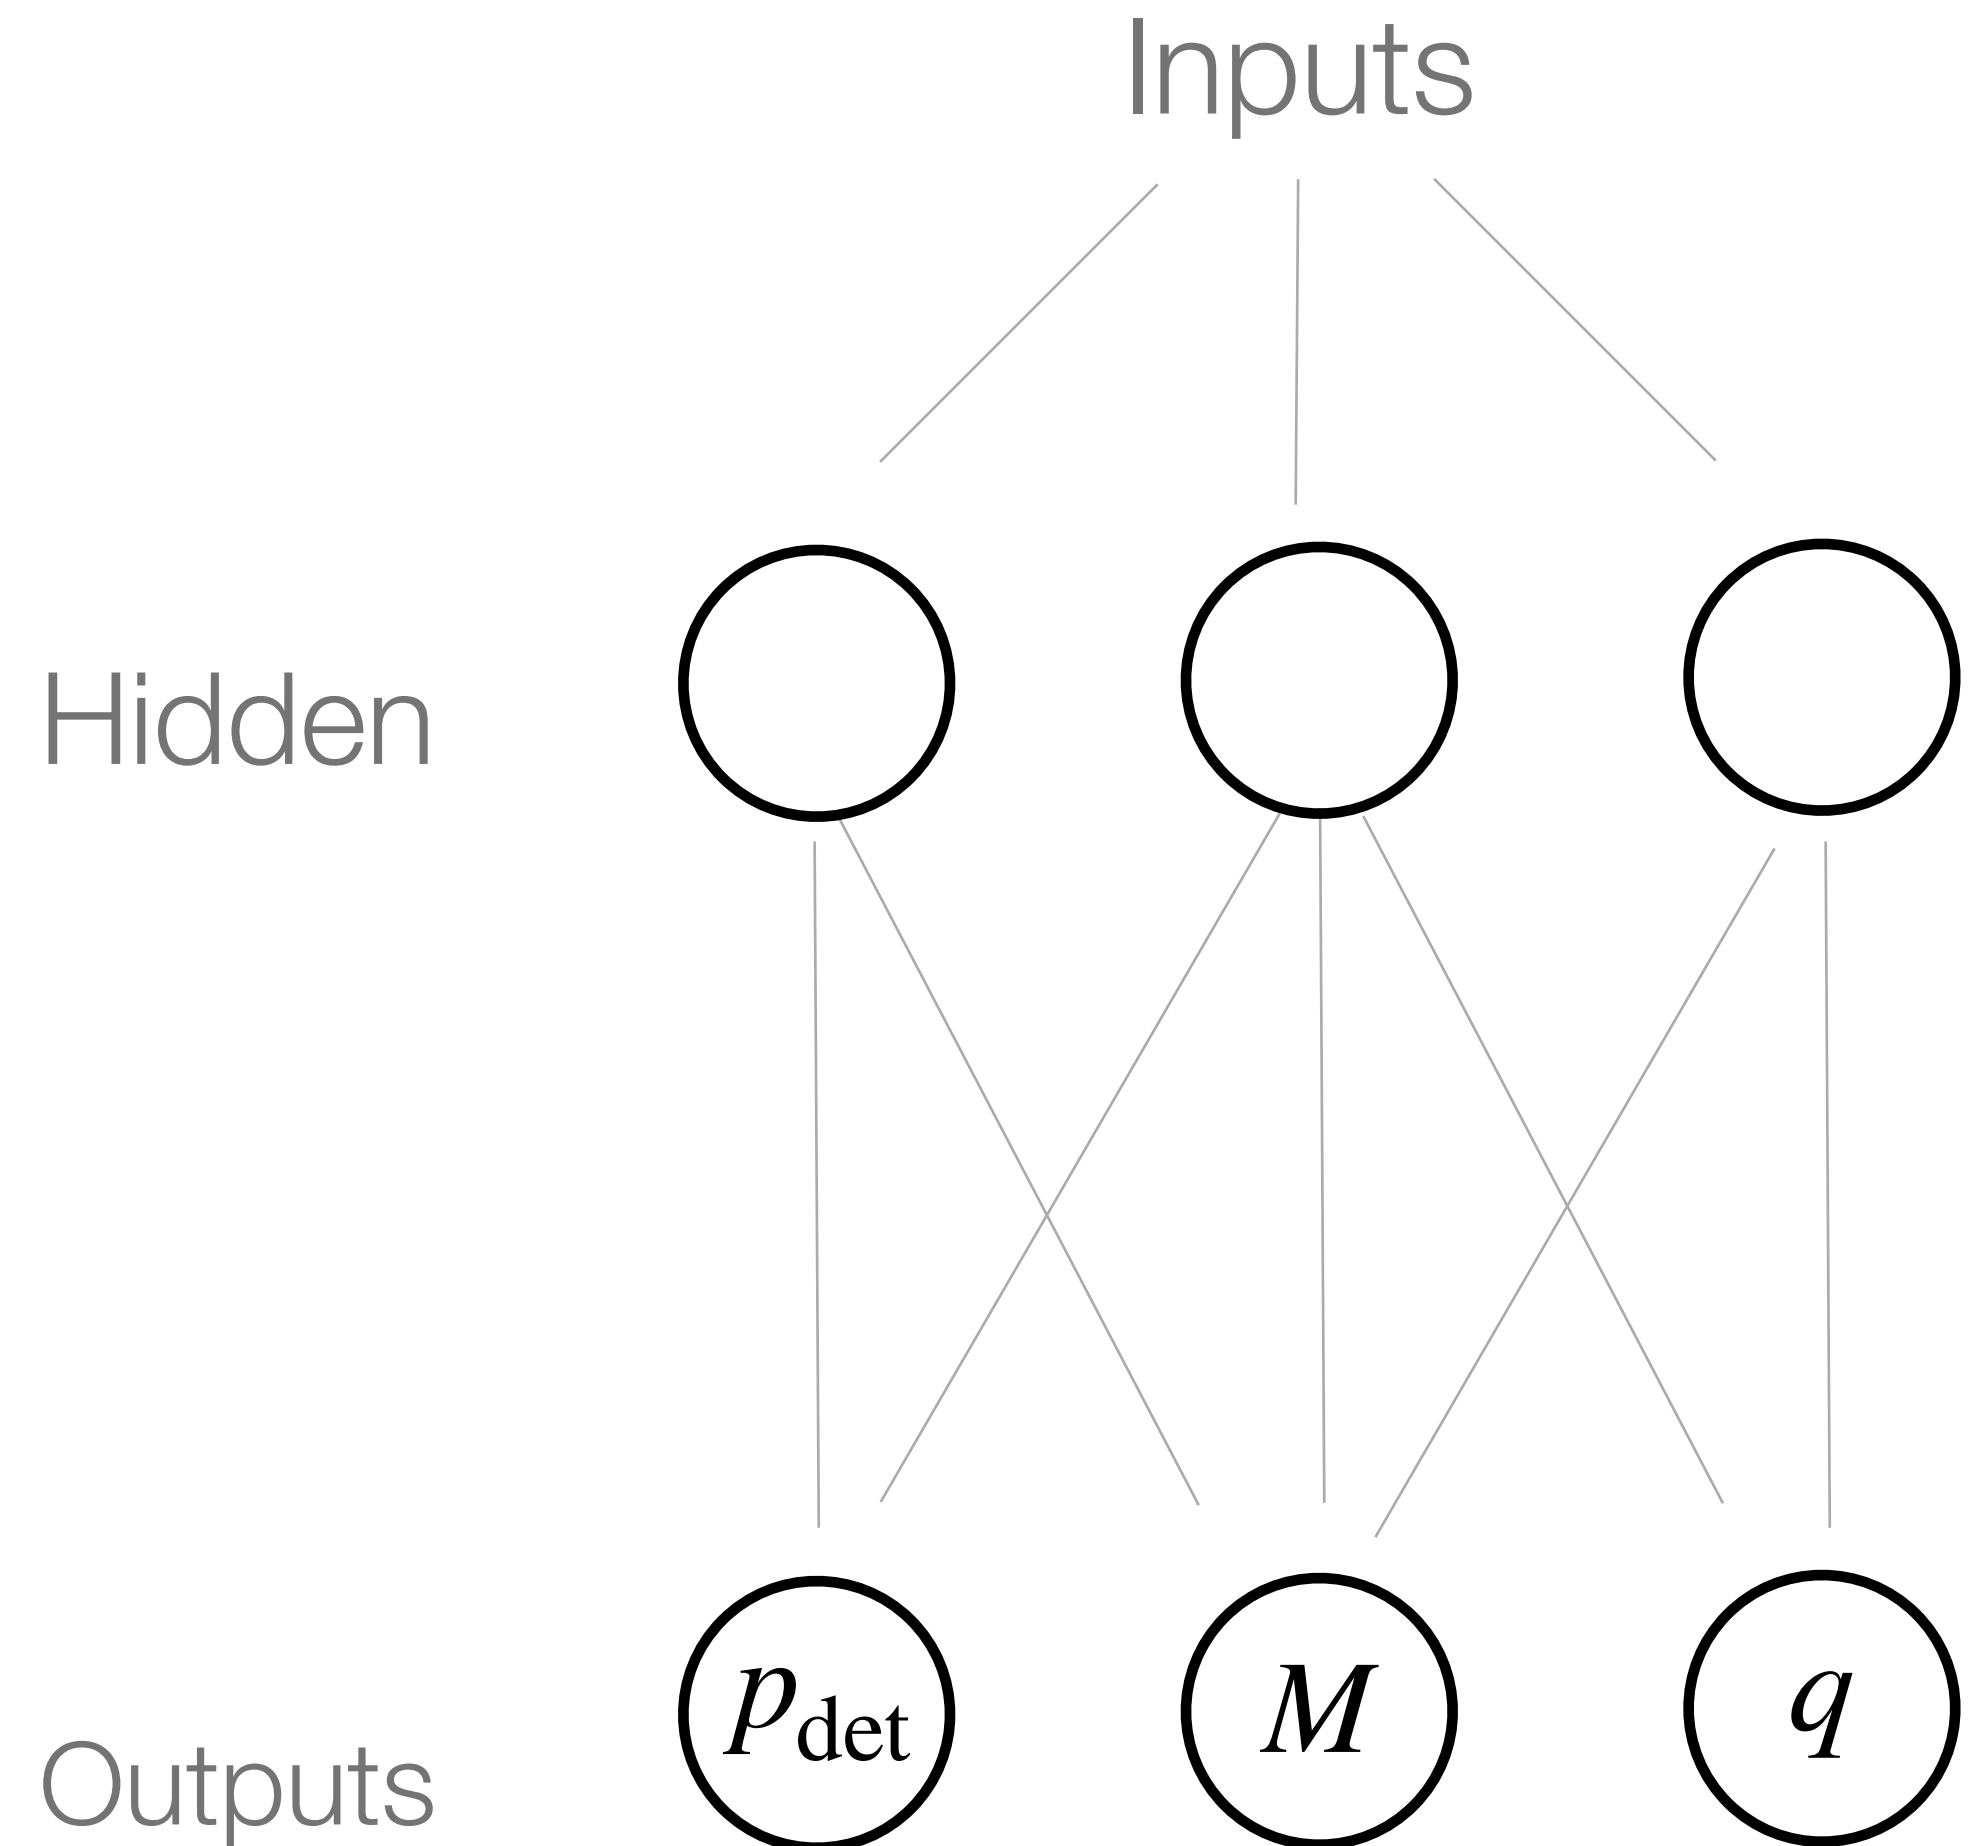 Inputs
Hidden
p_det
M
q
Outputs